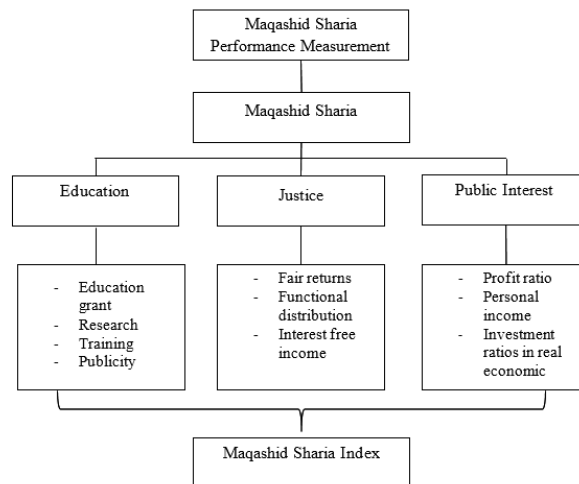 Maqashid Sharia
Performance Measurement
Maqashid Sharia
Education
Justice
Public Interest
- Education
grant
- Research
- Training
- Publicity
- Fair returns
- Functional
distribution
- Interest free
income
- Profit ratio
- Personal
income
- Investment
ratios in real
economic
Maqashid Sharia Index